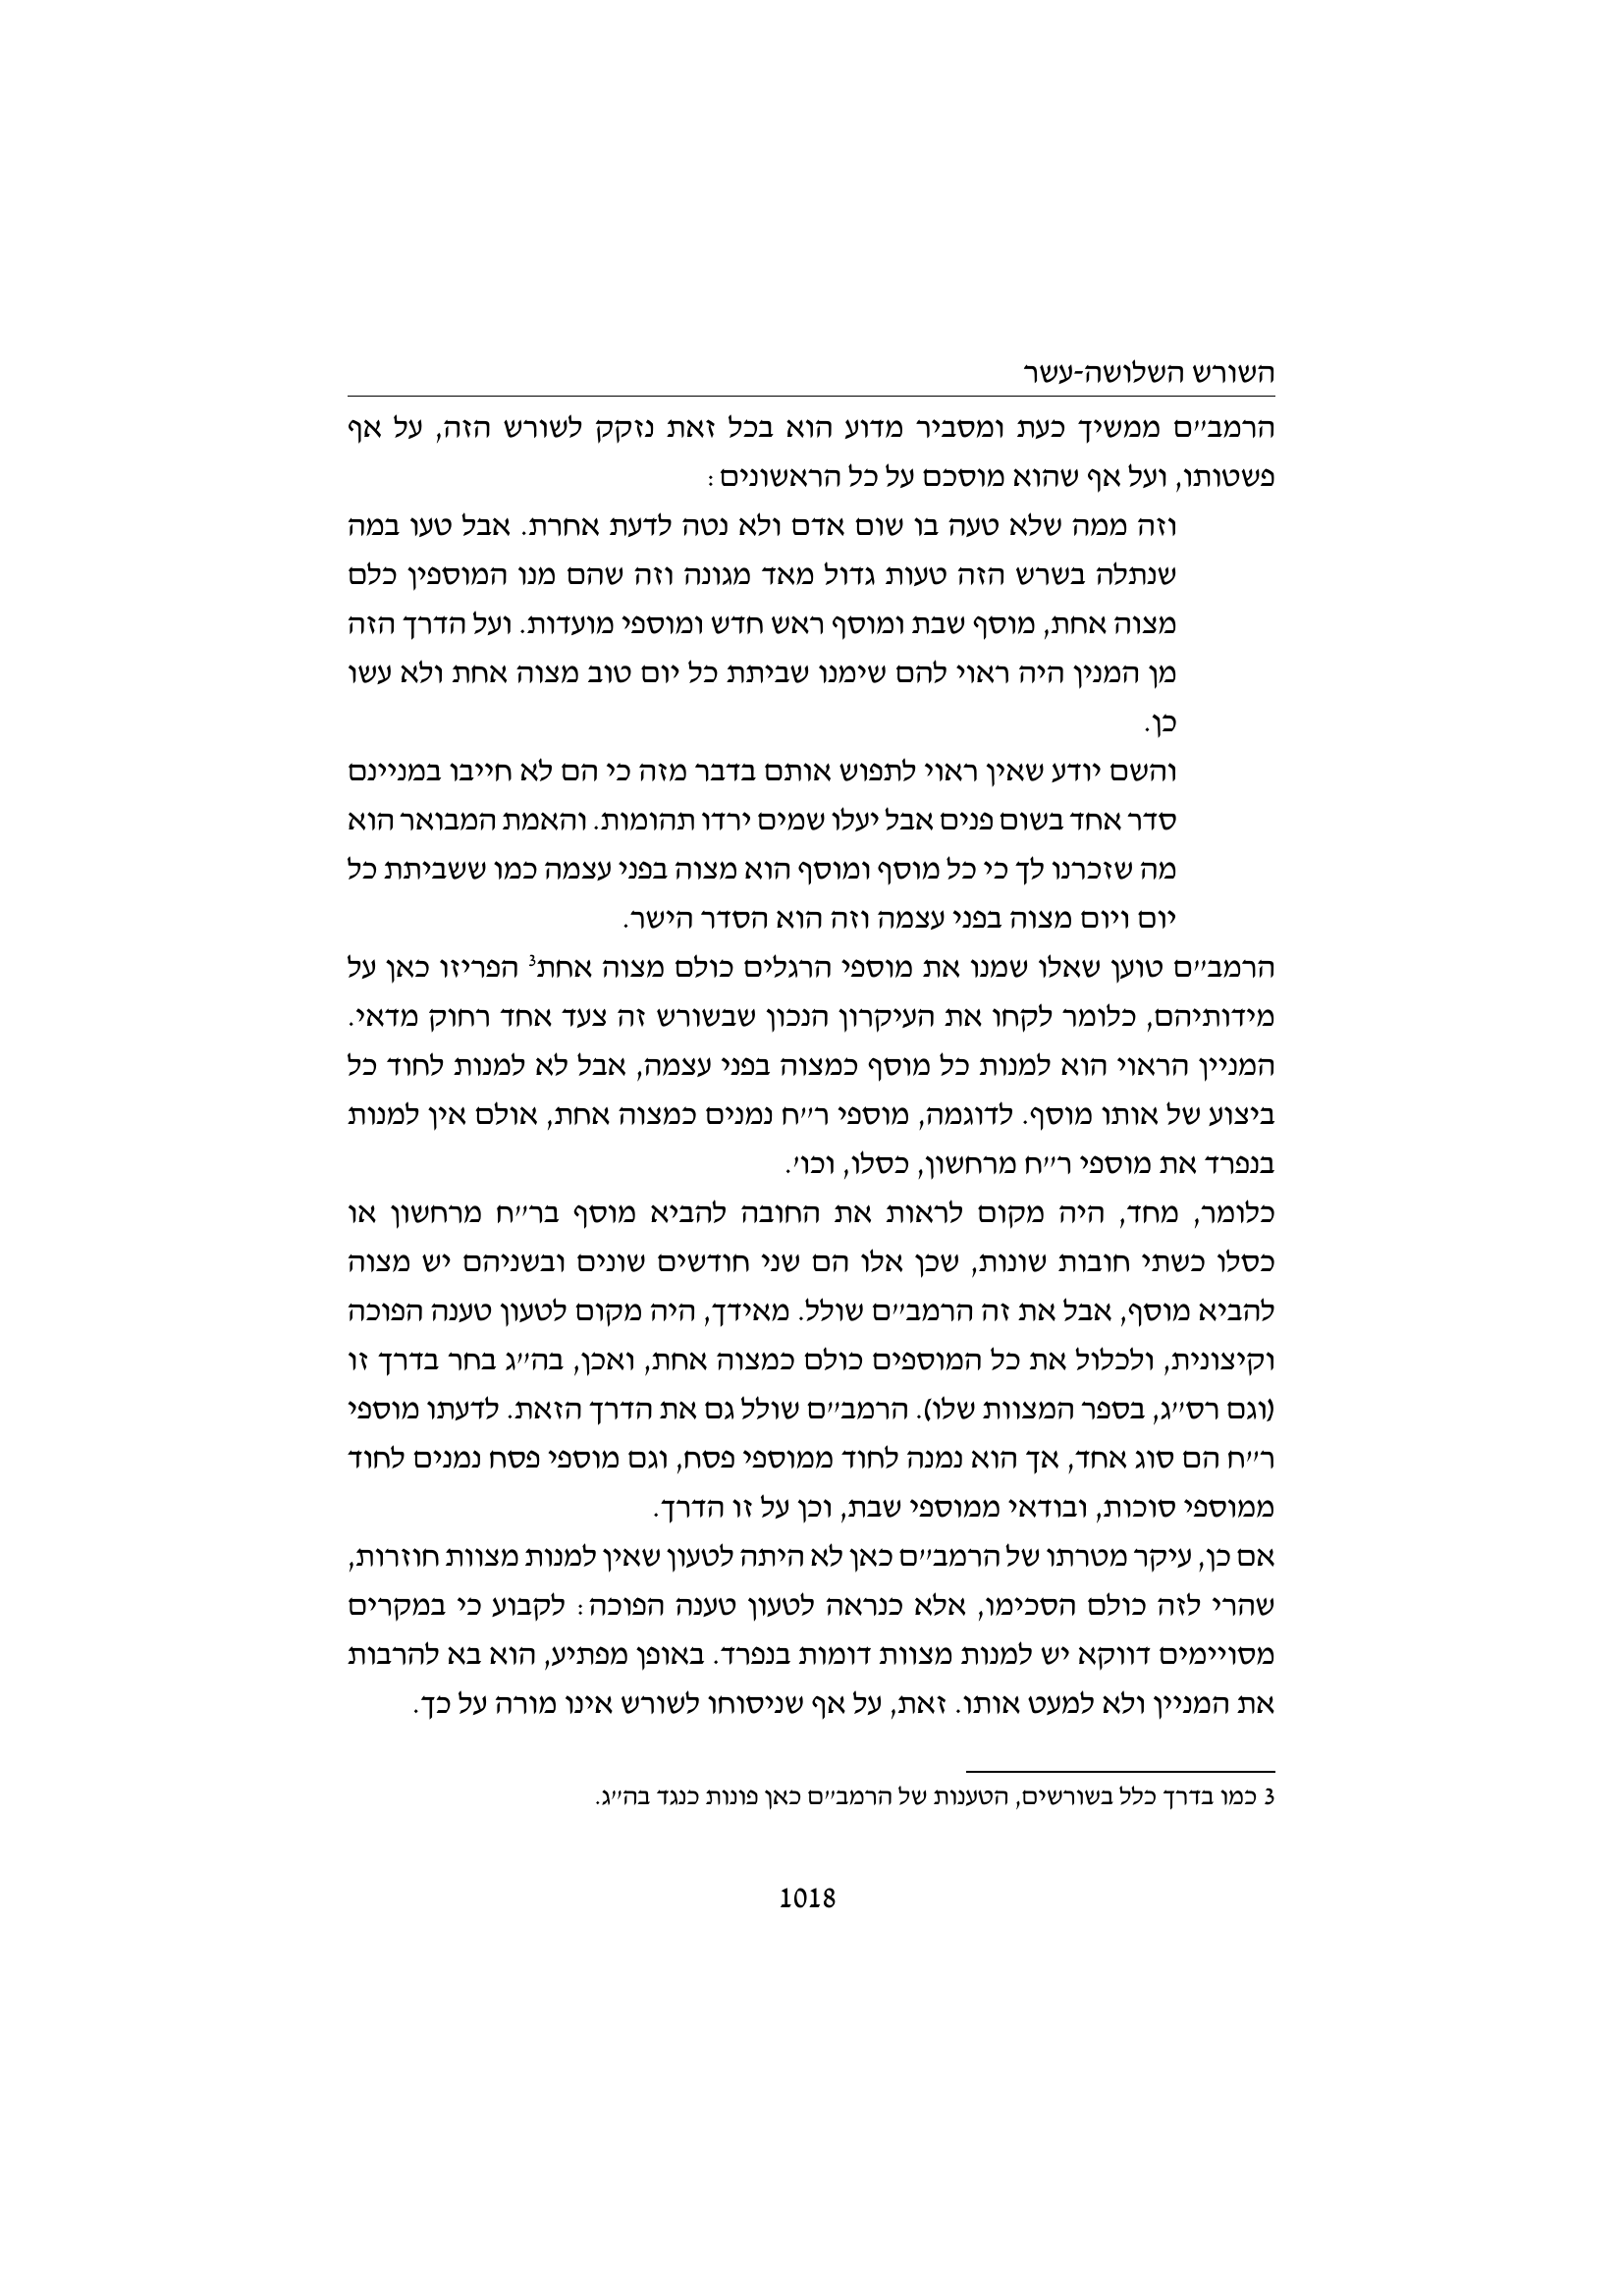 השורש השלושה-עשר
הרמב״ם ממשיך כעת ומסביר מדוע הוא בכל זאת נזקק לשורש הזה, על אף
פשטותו, ועל אף שהוא מוסכם על כל הראשונים:
וזה ממה שלא טעה בו שום אדם ולא נטה לדעת אחרת. אבל טעו במה
שנתלה בשרש הזה טעות גדול מאד מגונה וזה שהם מנו המוספין כלם
מצוה אחת, מוסף שבת ומוסף ראש חדש ומוספי מועדות. ועל הדרך הזה
מן המנין היה ראוי להם שימנו שביתת כל יום טוב מצוה אחת ולא עשו
כן.
והשם יודע שאין ראוי לתפוש אותם בדבר מזה כי הם לא חייבו במניינם
סדר אחד בשום פנים אבל יעלו שמים ירדו תהומות. והאמת המבואר הוא
מה שזכרנו לך כי כל מוסף ומוסף הוא מצוה בפני עצמה כמו ששביתת כל
יום ויום מצוה בפני עצמה וזה הוא הסדר הישר.
הרמב״ם טוען שאלו שמנו את מוספי הרגלים כולם מצוה אחת³ הפריזו כאן על
מידותיהם, כלומר לקחו את העיקרון הנכון שבשורש זה צעד אחד רחוק מדאי.
המניין הראוי הוא למנות כל מוסף כמצוה בפני עצמה, אבל לא למנות לחוד כל
ביצוע של אותו מוסף. לדוגמה, מוספי ר״ח נמנים כמצוה אחת, אולם אין למנות
בנפרד את מוספי ר״ח מרחשון, כסלו, וכו׳.
כלומר, מחד, היה מקום לראות את החובה להביא מוסף בר״ח מרחשון או
כסלו כשתי חובות שונות, שכן אלו הם שני חודשים שונים ובשניהם יש מצוה
להביא מוסף, אבל את זה הרמב״ם שולל. מאידך, היה מקום לטעון טענה הפוכה
וקיצונית, ולכלול את כל המוספים כולם כמצוה אחת, ואכן, בה״ג בחר בדרך זו
(וגם רס״ג, בספר המצוות שלו). הרמב״ם שולל גם את הדרך הזאת. לדעתו מוספי
ר״ח הם סוג אחד, אך הוא נמנה לחוד ממוספי פסח, וגם מוספי פסח נמנים לחוד
ממוספי סוכות, ובודאי ממוספי שבת, וכן על זו הדרך.
אם כן, עיקר מטרתו של הרמב״ם כאן לא היתה לטעון שאין למנות מצוות חוזרות,
שהרי לזה כולם הסכימו, אלא כנראה לטעון טענה הפוכה: לקבוע כי במקרים
מסויימים דווקא יש למנות מצוות דומות בנפרד. באופן מפתיע, הוא בא להרבות
את המניין ולא למעט אותו. זאת, על אף שניסוחו לשורש אינו מורה על כך.
3 כמו בדרך כלל בשורשים, הטענות של הרמב״ם כאן פונות כנגד בה״ג.
1018